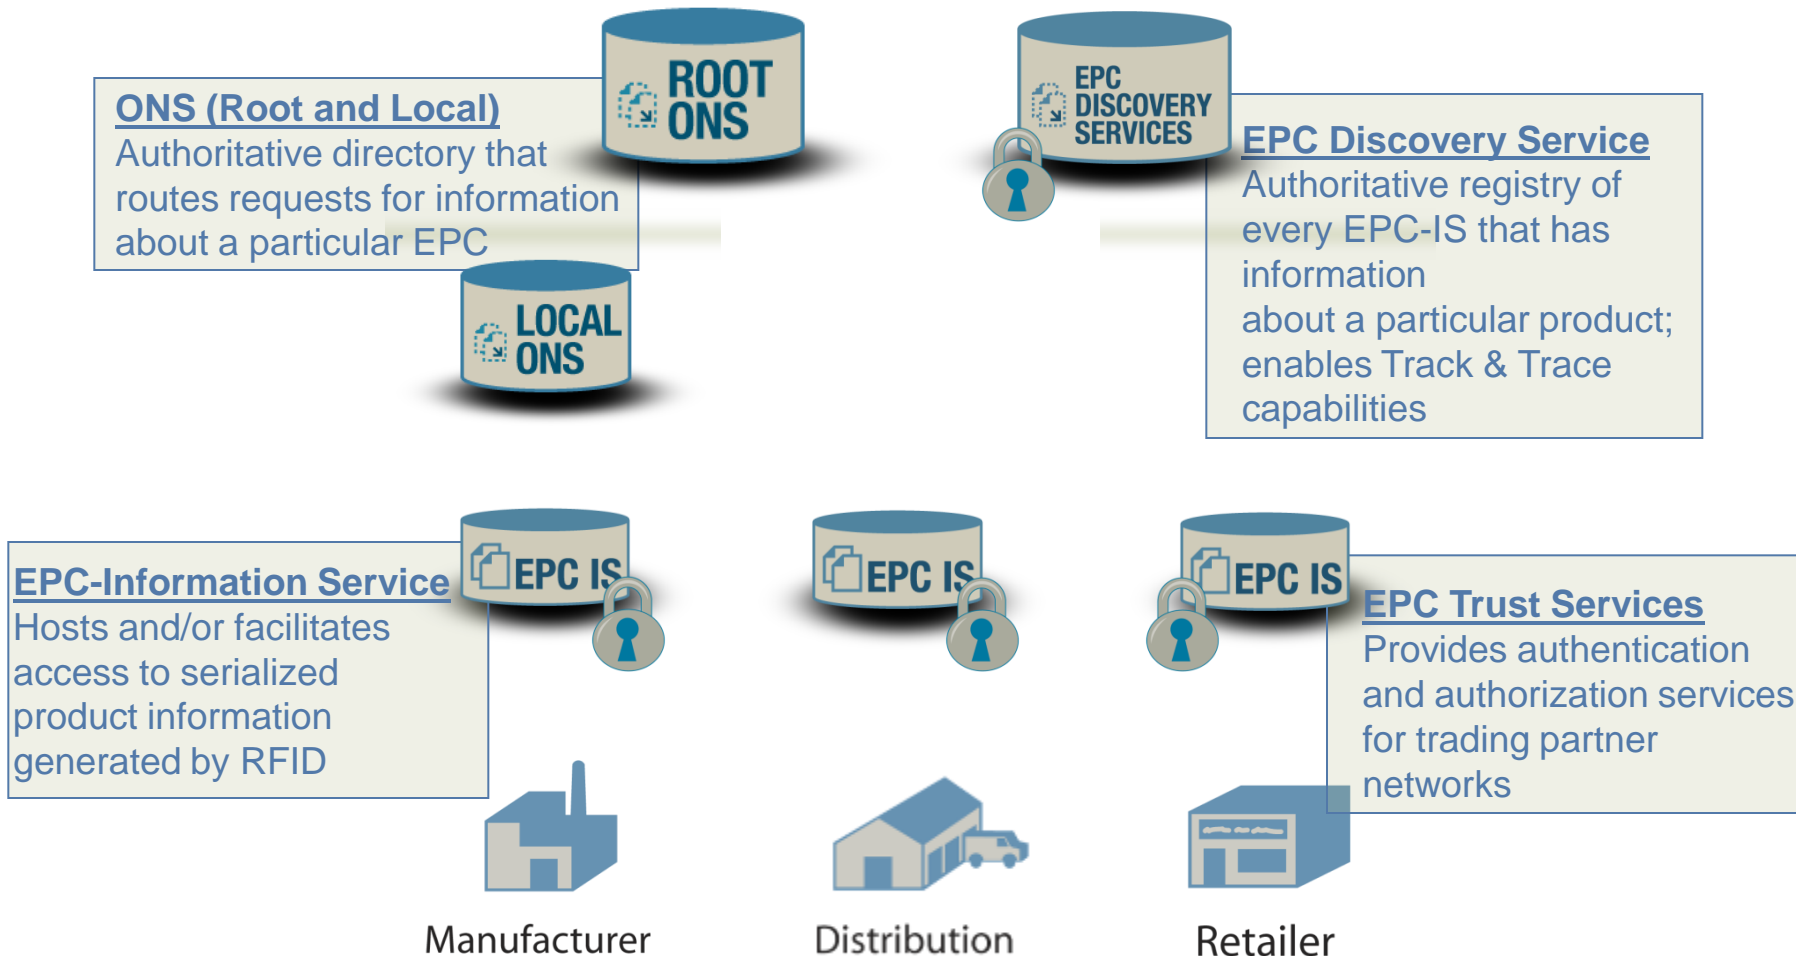 ROOT
ONS
EPC
DISCOVERY
SERVICES
ONS (Root and Local)
Authoritative directory that
routes requests for information
about a particular EPC
EPC Discovery Service
Authoritative registry of
every EPC-IS that has
information
about a particular product;
enables Track & Trace
capabilities
LOCAL
ONS
EPC-Information Service
Hosts and/or facilitates
access to serialized
product information
generated by RFID
EPC IS
EPC IS
EPC IS
EPC Trust Services
Provides authentication
and authorization services
for trading partner
networks
Manufacturer
Distribution
Retailer